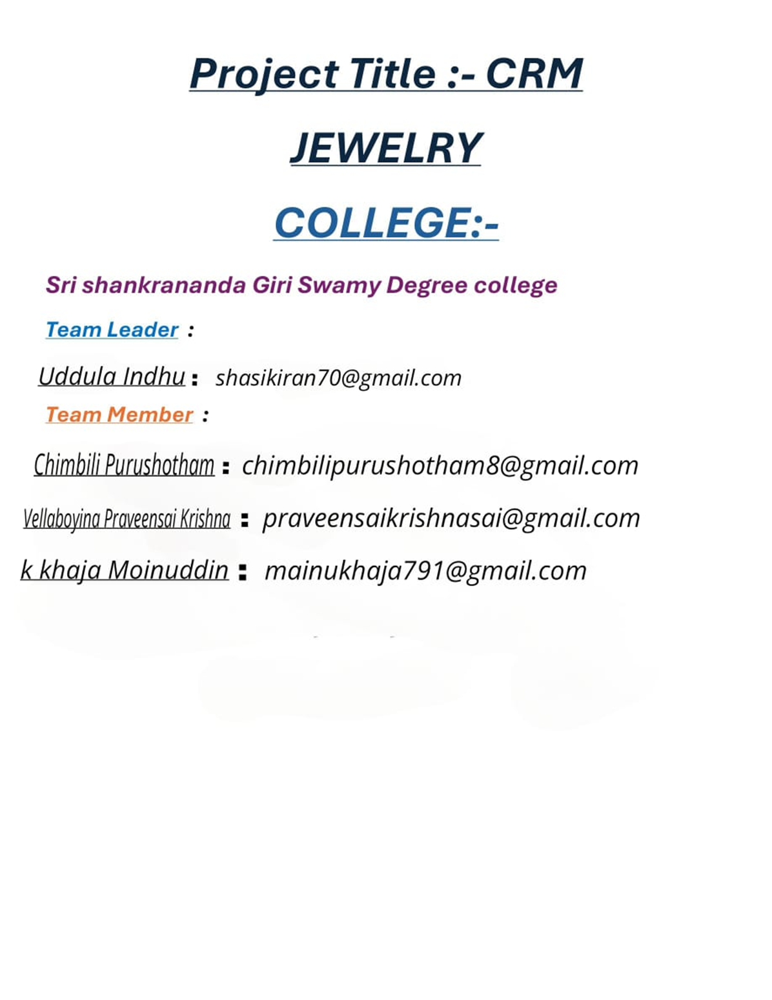 Project Title :- CRM
JEWELRY
COLLEGE:-
Sri shankrananda Giri Swamy Degree college
Team Leader :
Uddula Indhu : shasikiran70@gmail.com
Team Member :
Chimbili Purushotham : chimbilipurushotham8@gmail.com
Vellaboyina Praveensai Krishna : praveensaikrishnasai@gmail.com
k khaja Moinuddin : mainukhaja791@gmail.com